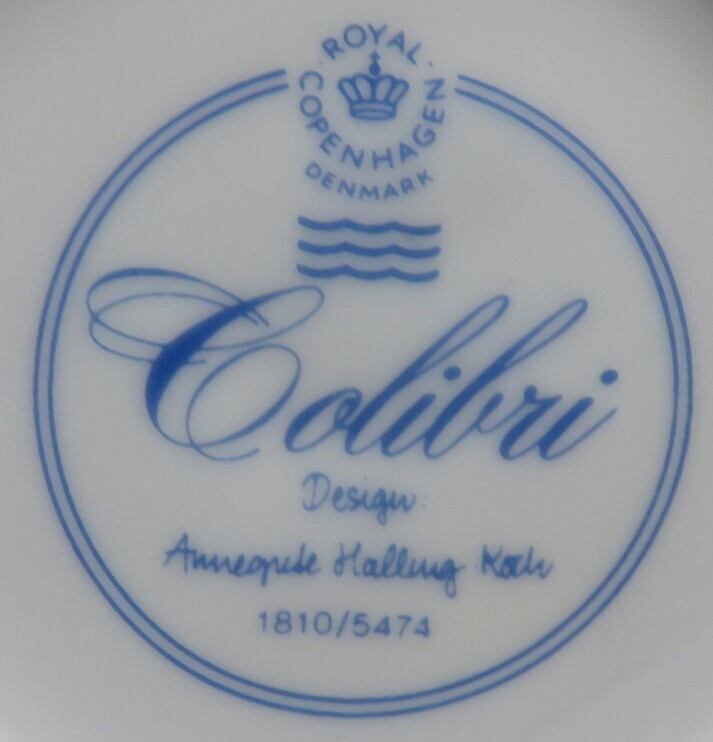 ROYAL COPENHAGEN
DENMARK
Colibri
Design:
Annegrete Halling-Koch
1810/5474